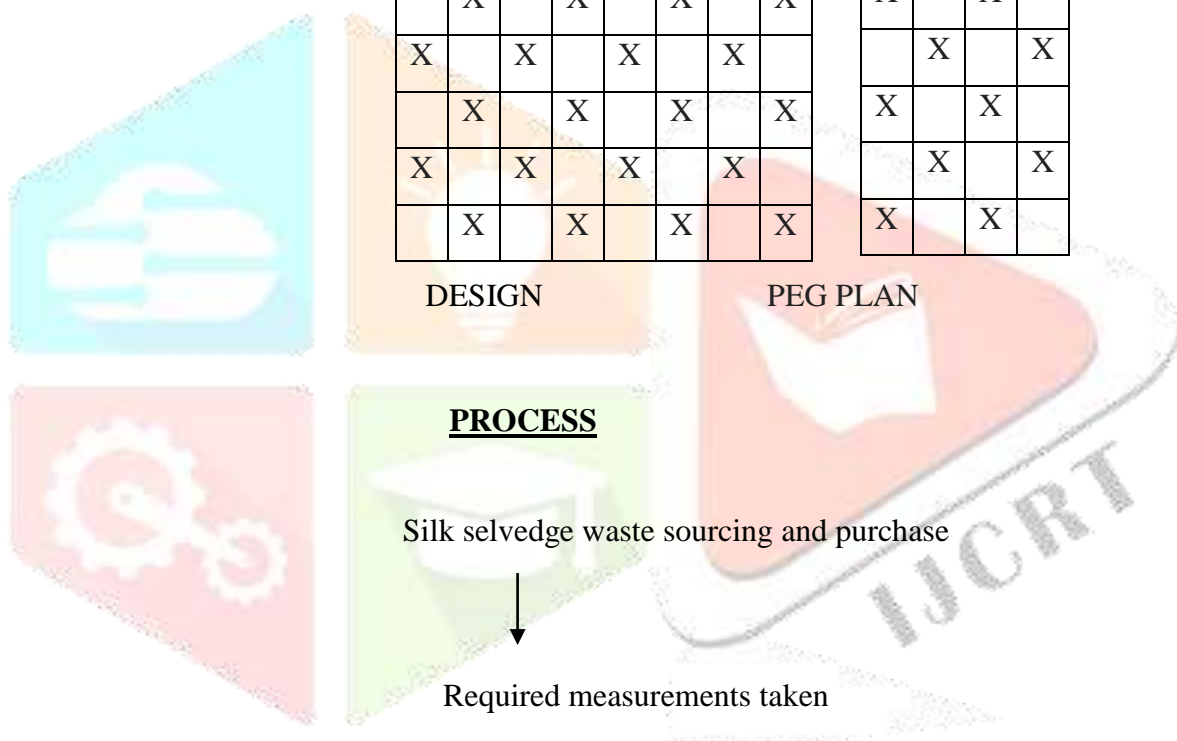 X X X X X X
X X X X X X
X X X X X X
X X X X X X
X X X X X X
DESIGN PEG PLAN
PROCESS
Silk selvedge waste sourcing and purchase
Required measurements taken
IJCRT